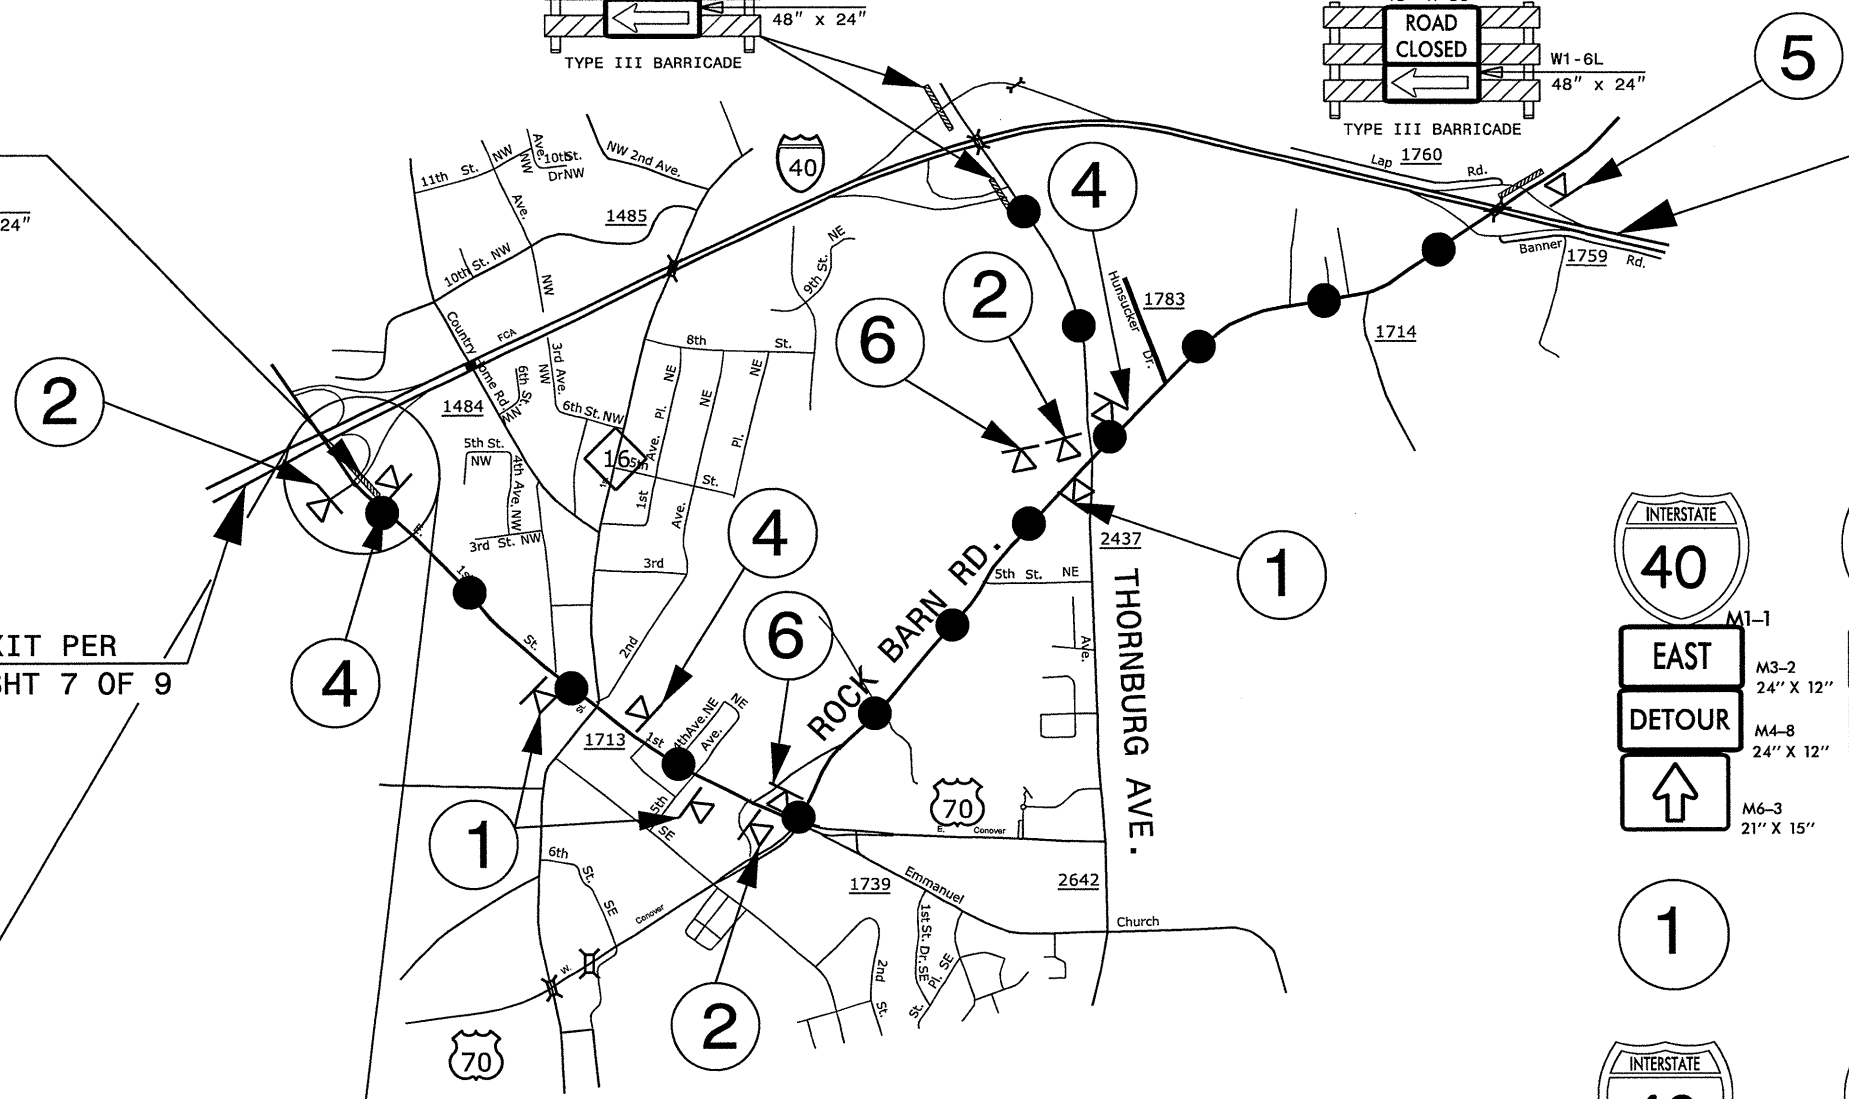 48" x 24"
TYPE III BARRICADE
ROAD
CLOSED
W1-6L
48" x 24"
TYPE III BARRICADE
5
24"
11th St.
NW
NW
Ave.
Ave.
10th St.
Dr NW
NW 2nd Ave.
40
1485
10th St. NW
NW
Country Home Rd.
FCA
9th St.
NE
4
2
6
Hunsucker Dr.
1783
Lap Rd.
1760
Banner Rd.
1759
1714
8th St.
3rd Ave.
NW
6th St. NW
6th St. NW
1484
5th St.
NW
4th Ave. NW
3rd St. NW
16
5th St.
1st Ave. Pl. NE
NE
Pl. NE
Ave.
3rd
2nd
2
4
1st St.
XIT PER
SHT 7 OF 9
4
6
1
2437
5th St. NE
Ave.
ROCK BARN RD.
THORNBURG AVE.
1713
1st
4th Ave. NE
NE
Ave.
5th
SE
1
6th St. SE
W. Conover
70
E. Conover
1739
Emmanuel
2642
Church
1st St. Dr. SE
St. Pl. SE
2nd St.
2
70
INTERSTATE
40
M1-1
EAST
M3-2
24" X 12"
DETOUR
M4-8
24" X 12"
M6-3
21" X 15"
1
INTERSTATE